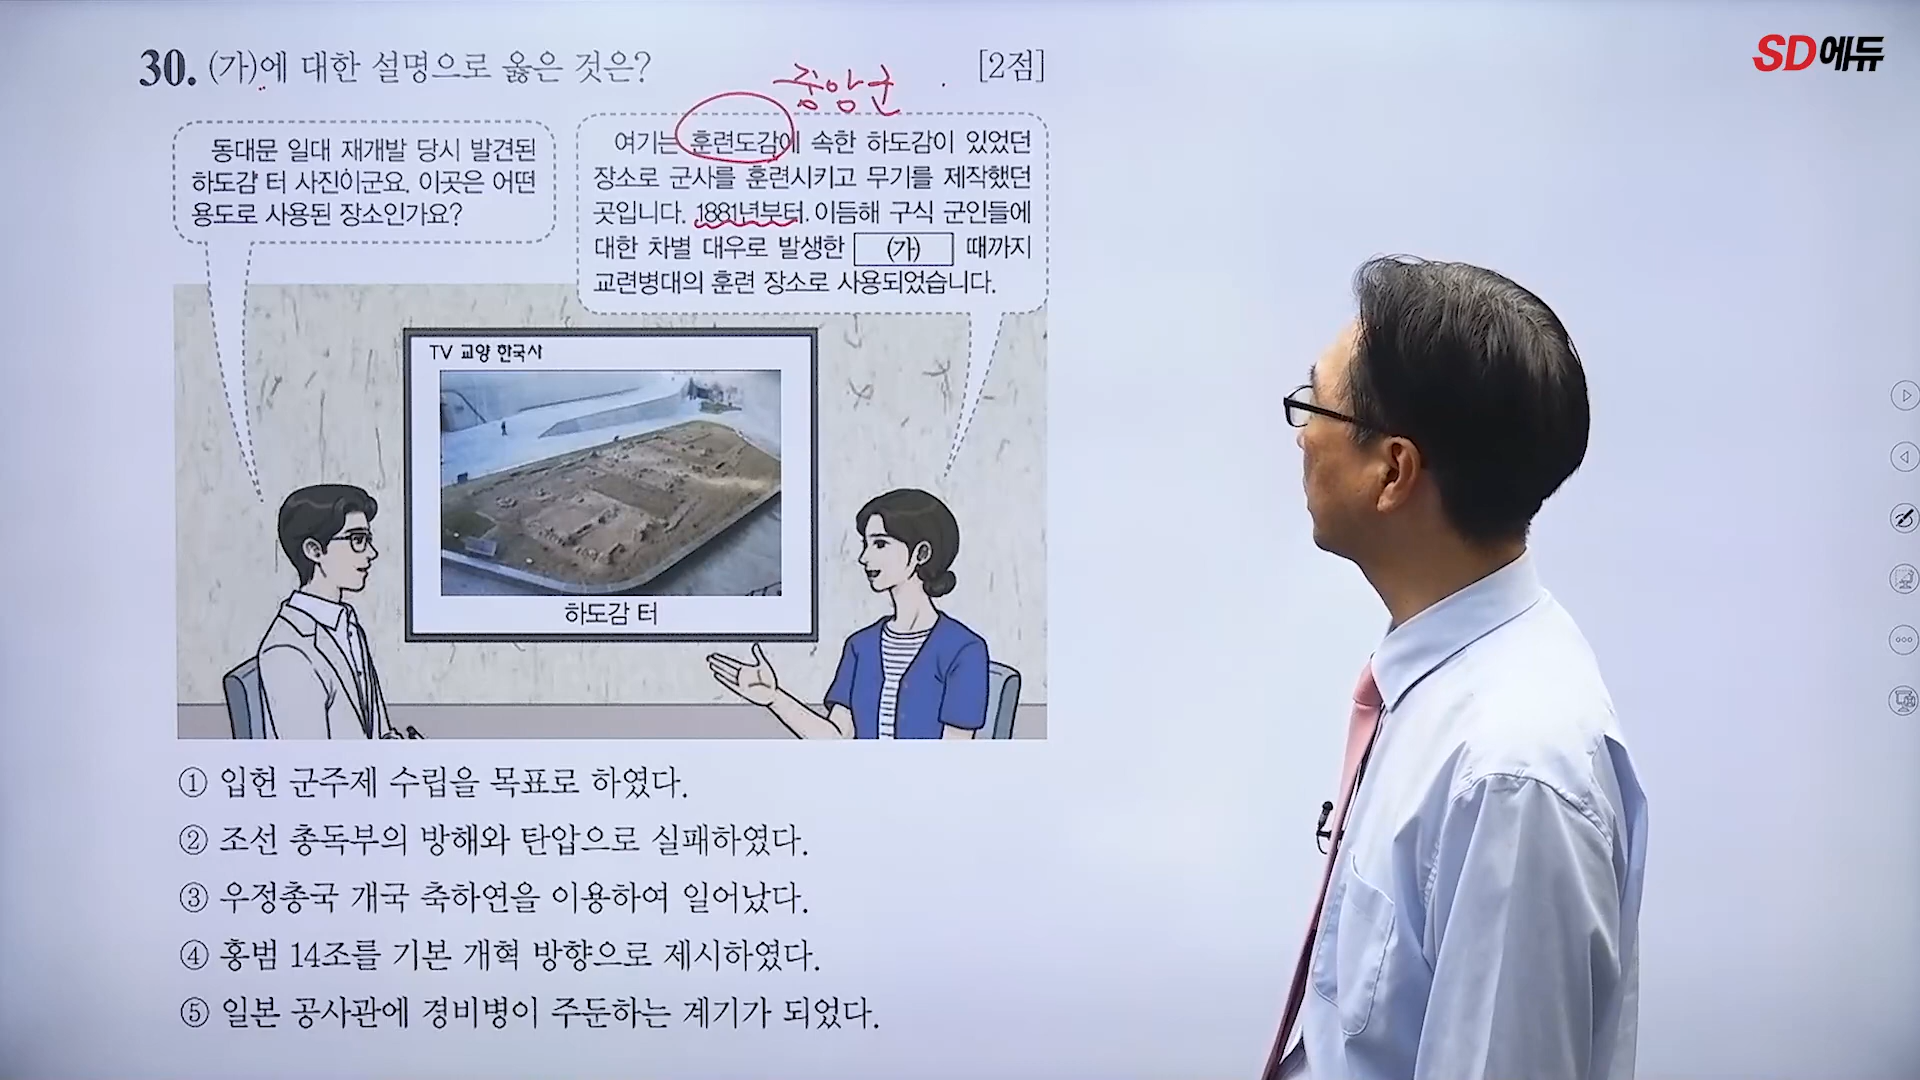 SD에듀
30. (가)에 대한 설명으로 옳은 것은? [2점]
중앙군
동대문 일대 재개발 당시 발견된
하도감 터 사진이군요. 이곳은 어떤
용도로 사용된 장소인가요?
여기는 훈련도감에 속한 하도감이 있었던
장소로 군사를 훈련시키고 무기를 제작했던
곳입니다. 1881년부터 이듬해 구식 군인들에
대한 차별 대우로 발생한 (가) 때까지
교련병대의 훈련 장소로 사용되었습니다.
TV 교양 한국사
하도감 터
① 입헌 군주제 수립을 목표로 하였다.
② 조선 총독부의 방해와 탄압으로 실패하였다.
③ 우정총국 개국 축하연을 이용하여 일어났다.
④ 홍범 14조를 기본 개혁 방향으로 제시하였다.
⑤ 일본 공사관에 경비병이 주둔하는 계기가 되었다.